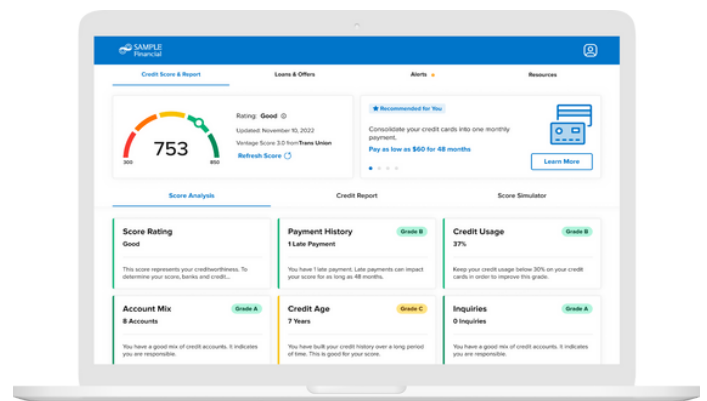 SAMPLE
Financial
Credit Score & Report
Loans & Offers
Alerts
Resources
753
300
850
Rating: Good
Updated: November 10, 2022
Vantage Score 3.0 from Trans Union
Refresh Score
Recommended for You
Consolidate your credit cards into one monthly
payment.
Pay as low as $60 for 48 months
Learn More
Score Analysis
Credit Report
Score Simulator
Score Rating
Good
This score represents your creditworthiness. To
determine your score, banks and credit...
Payment History
Grade B
1 Late Payment
You have 1 late payment. Late payments can impact
your score for as long as 48 months.
Credit Usage
Grade B
37%
Keep your credit usage below 30% on your credit
cards in order to improve this grade.
Account Mix
Grade A
8 Accounts
You have a good mix of credit accounts. It indicates
you are responsible.
Credit Age
Grade C
7 Years
You have built your credit history over a long period
of time. This is good for your score.
Inquiries
Grade A
0 Inquiries
You have a good mix of credit accounts. It indicates
you are responsible.